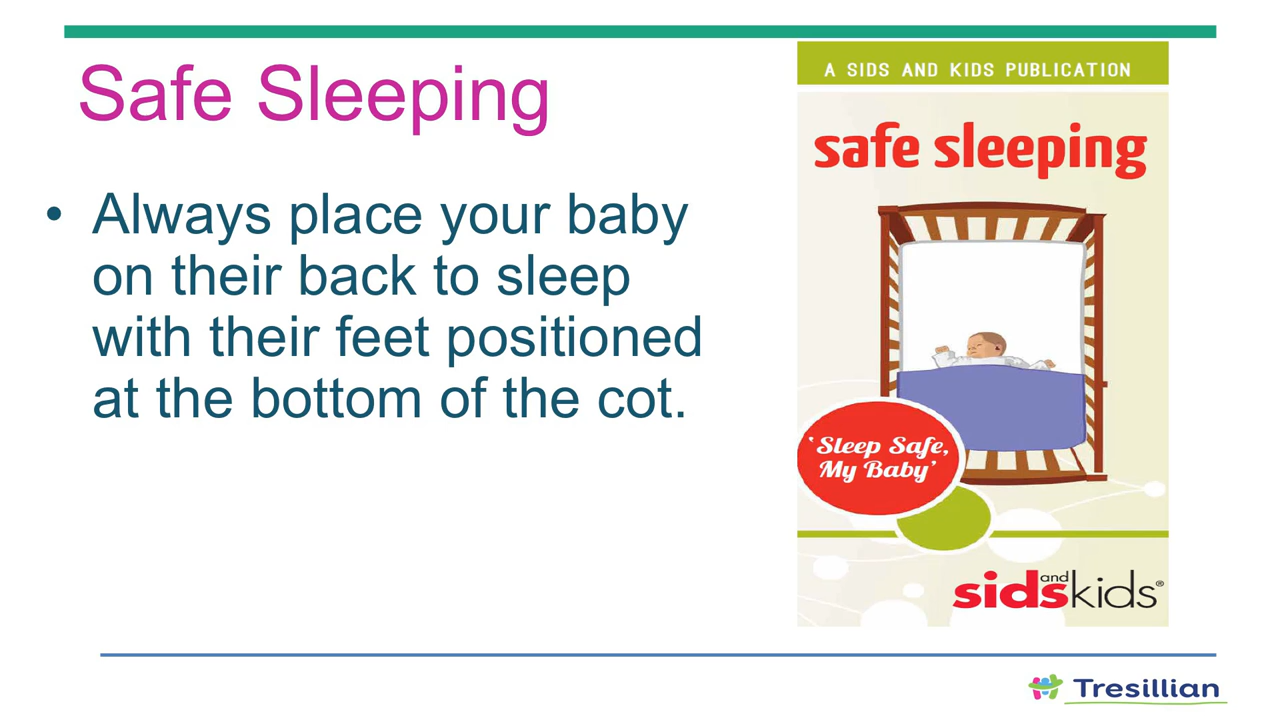 Safe Sleeping
• Always place your baby
on their back to sleep
with their feet positioned
at the bottom of the cot.
A SIDS AND KIDS PUBLICATION
safe sleeping
'Sleep Safe,
My Baby'
sids and kids®
Tresillian